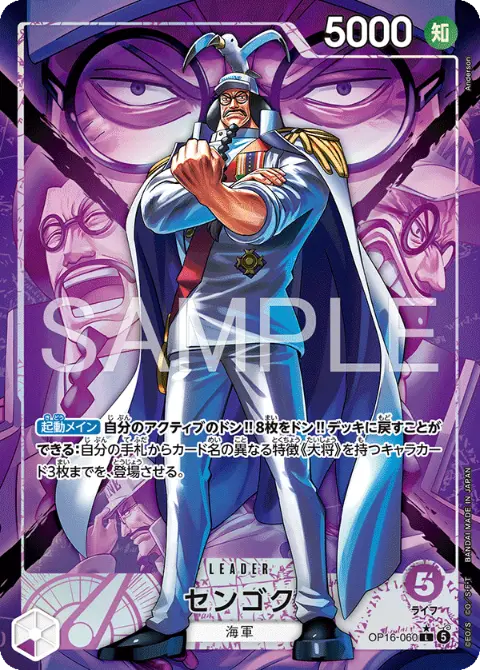 5000 知
Anderson
SAMPLE
起動メイン 自分のアクティブのドン!!8枚をドン!!デッキに戻すことが
できる:自分の手札からカード名の異なる特徴《大将》を持つキャラカー
ド3枚までを、登場させる。
LEADER
センゴク
海軍
5
ライフ
OP16-060 L 5
BANDAI MADE IN JAPAN